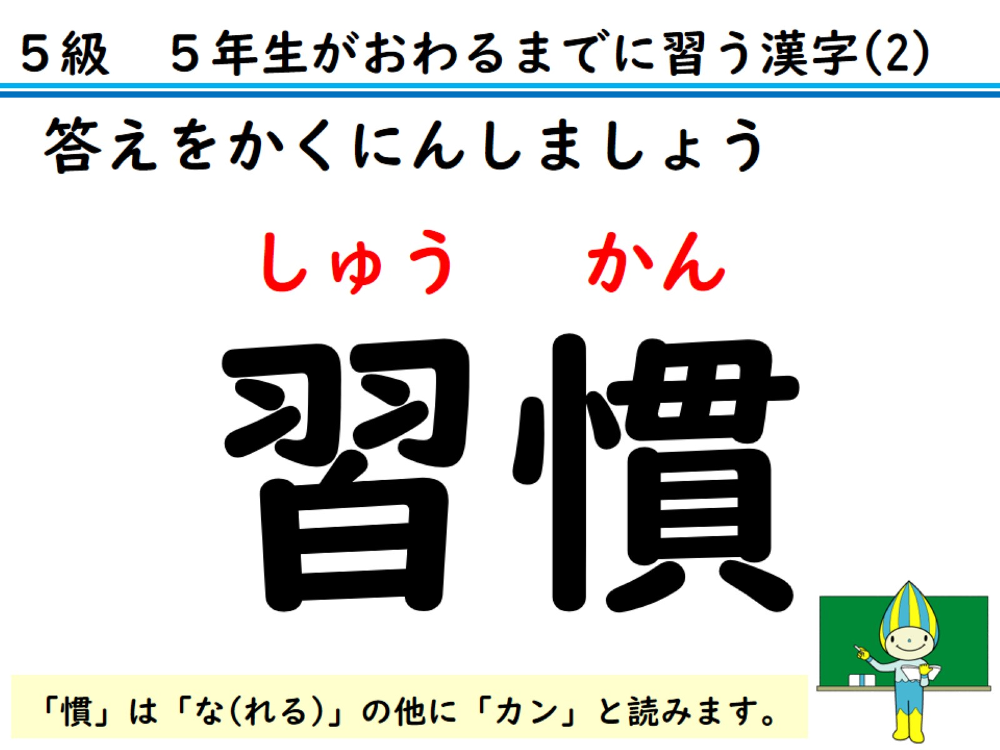 ５級　５年生がおわるまでに習う漢字(2)
答えをかくにんしましょう
しゅう　かん
習慣
「慣」は「な(れる)」の他に「カン」と読みます。